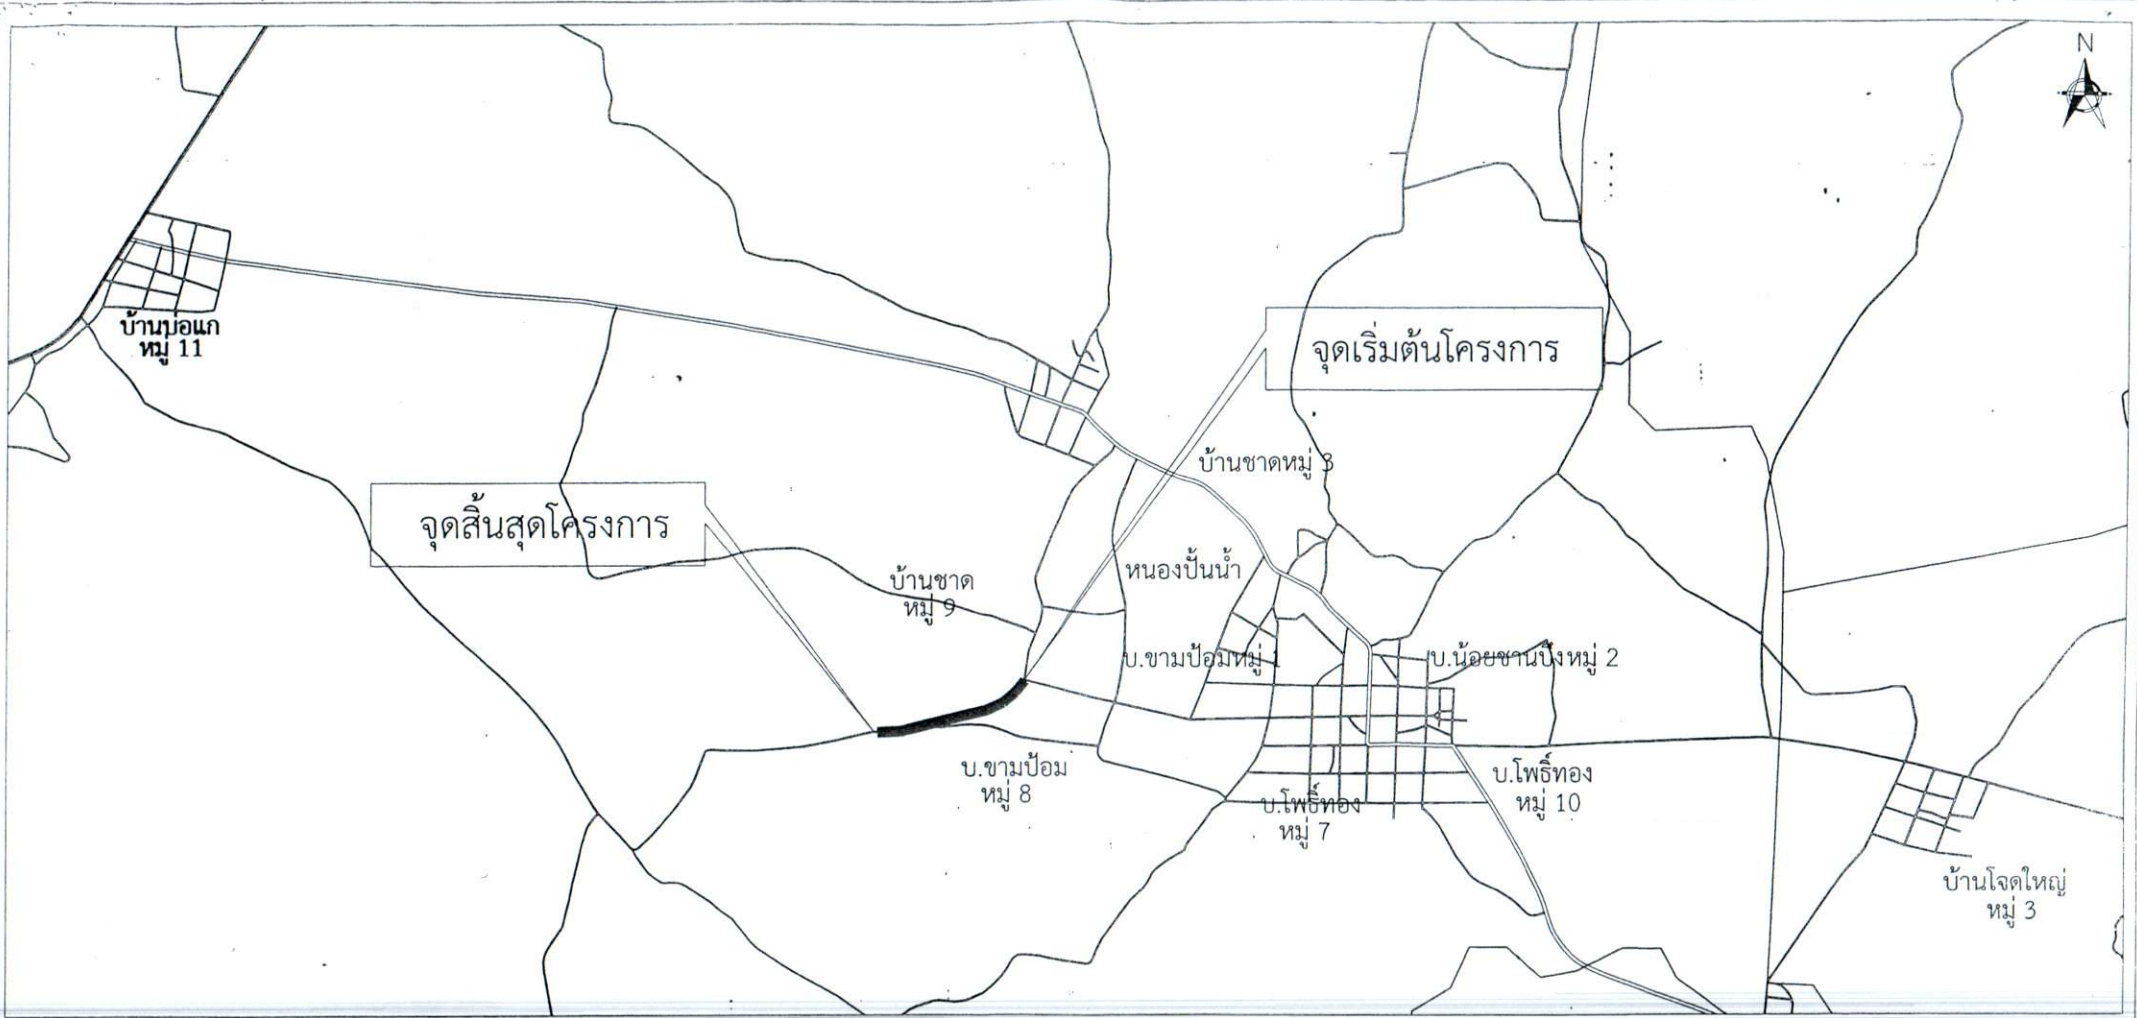 N
บ้านบ่อแก
หมู่ 11
จุดเริ่มต้นโครงการ
บ้านชาดหมู่ 3
จุดสิ้นสุดโครงการ
บ้านชาด
หมู่ 9
หนองปั้นน้ำ
บ.ขามป้อมหมู่ 1
บ.น้อยชานบึงหมู่ 2
บ.ขามป้อม
หมู่ 8
บ.โพธิ์ทอง
หมู่ 10
บ.โพธิ์ทอง
หมู่ 7
บ้านโจดใหญ่
หมู่ 3